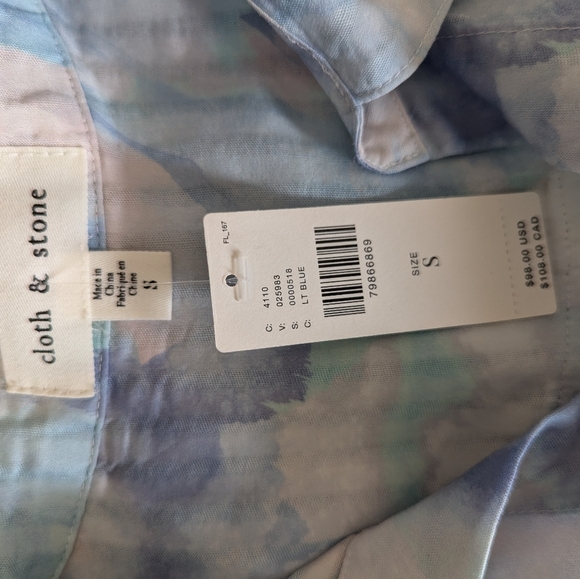 cloth & stone
Made in
China
Fabriqué en
Chine
S
FL_167
C: 4110
V: 025983
S: 0000518
C: LT BLUE
79866869
SIZE
S
$98.00 USD
$108.00 CAD